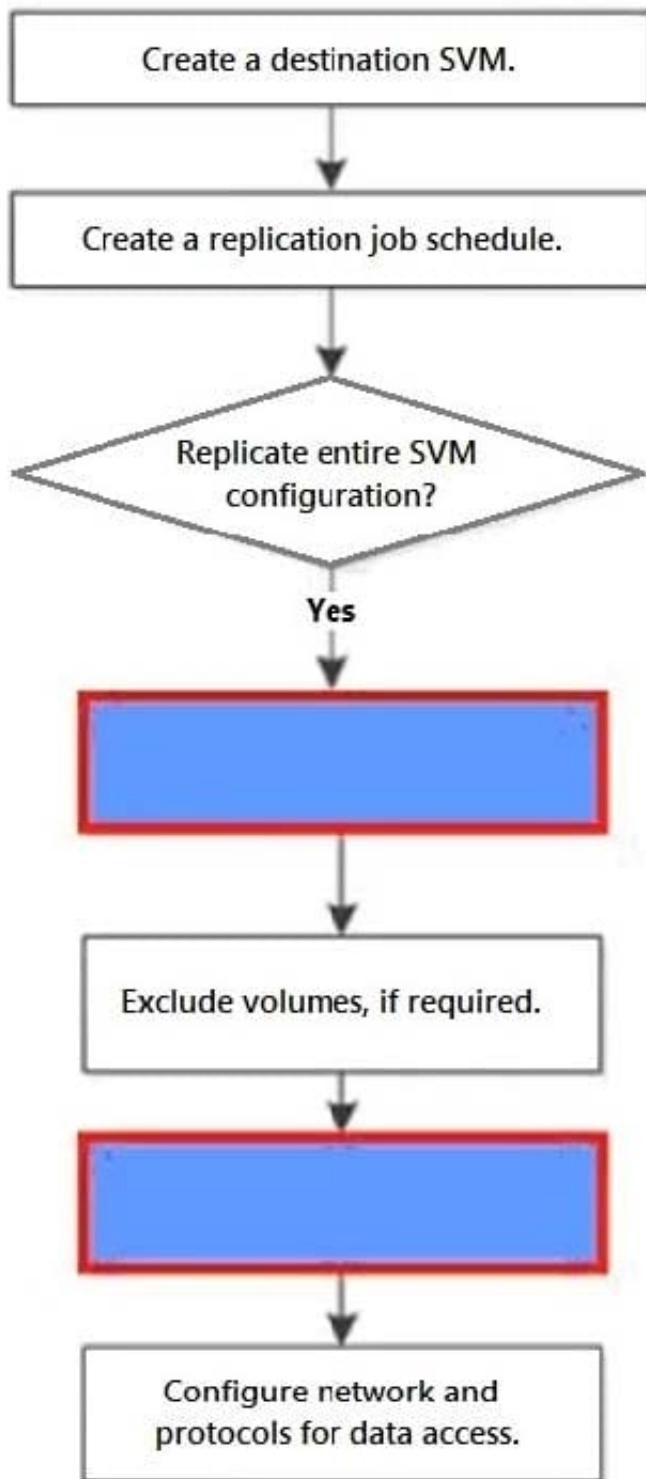 Create a destination SVM.
Create a replication job schedule.
Replicate entire SVM
configuration?
Yes
Exclude volumes, if required.
Configure network and
protocols for data access.